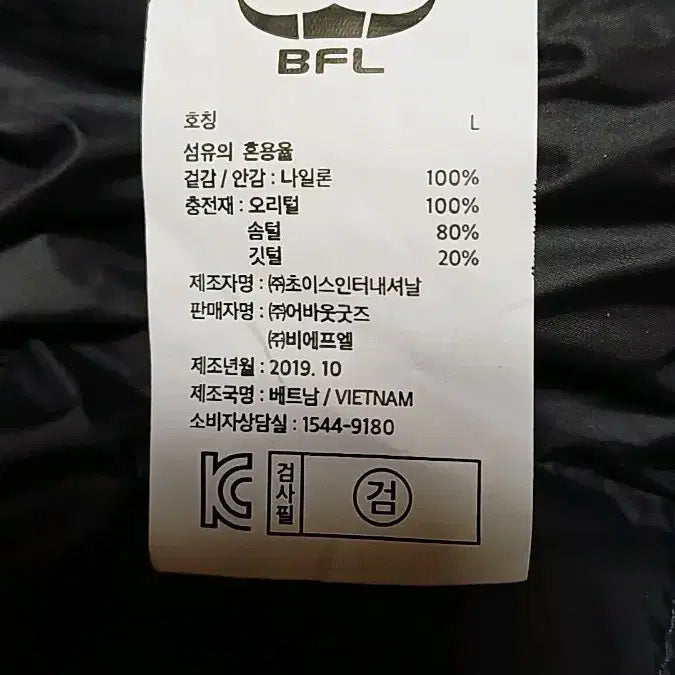 BFL
호칭 L
섬유의 혼용율
겉감 / 안감 : 나일론 100%
충전재 : 오리털 100%
솜털 80%
깃털 20%
제조자명 : ㈜초이스인터내셔날
판매자명 : ㈜어바웃굿즈
㈜비에프엘
제조년월 : 2019. 10
제조국명 : 베트남 / VIETNAM
소비자상담실 : 1544-9180
KC 검사필 검